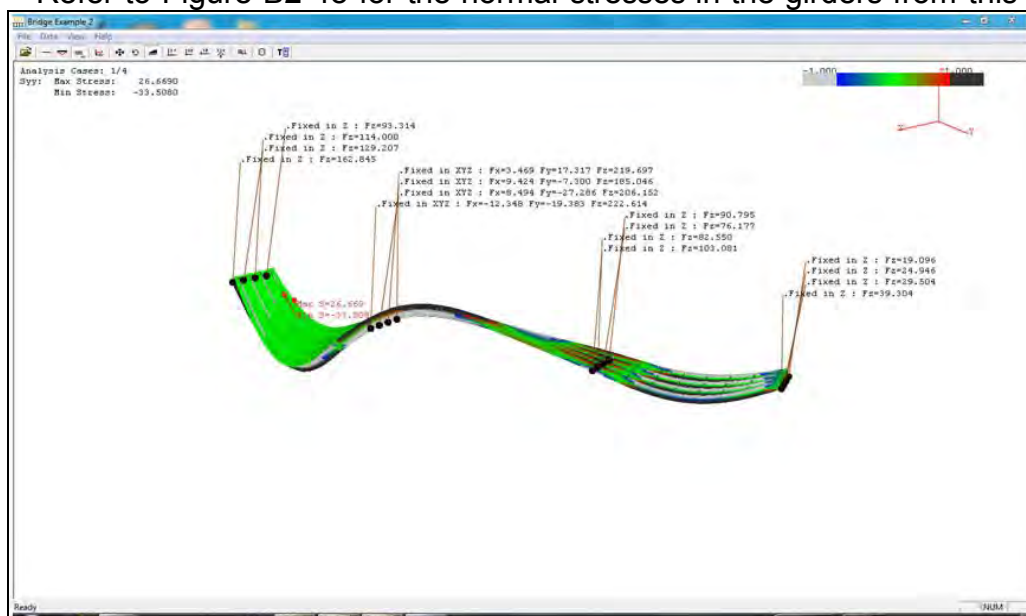 Refer to Figure B2-43 for the normal stresses in the girders from this
Bridge Example 2
File Data View Help
Analysis Cases: 1/4
Syy: Max Stress: 26.6690
Min Stress: -33.5080
-1.000
.Fixed in Z : Fz=93.314
.Fixed in Z : Fz=114.000
.Fixed in Z : Fz=129.207
.Fixed in Z : Fz=162.845
.Fixed in XYZ : Fx=3.469 Fy=17.317 Fz=219.697
.Fixed in XYZ : Fx=9.424 Fy=-7.300 Fz=185.046
.Fixed in XYZ : Fx=8.494 Fy=-27.286 Fz=206.152
.Fixed in XYZ : Fx=-12.348 Fy=-19.383 Fz=222.614
.Fixed in Z : Fz=90.795
.Fixed in Z : Fz=76.177
.Fixed in Z : Fz=82.550
.Fixed in Z : Fz=103.081
.Fixed in Z : Fz=19.096
.Fixed in Z : Fz=24.946
.Fixed in Z : Fz=29.504
.Fixed in Z : Fz=39.304
Max S=26.669
Ready
NUM